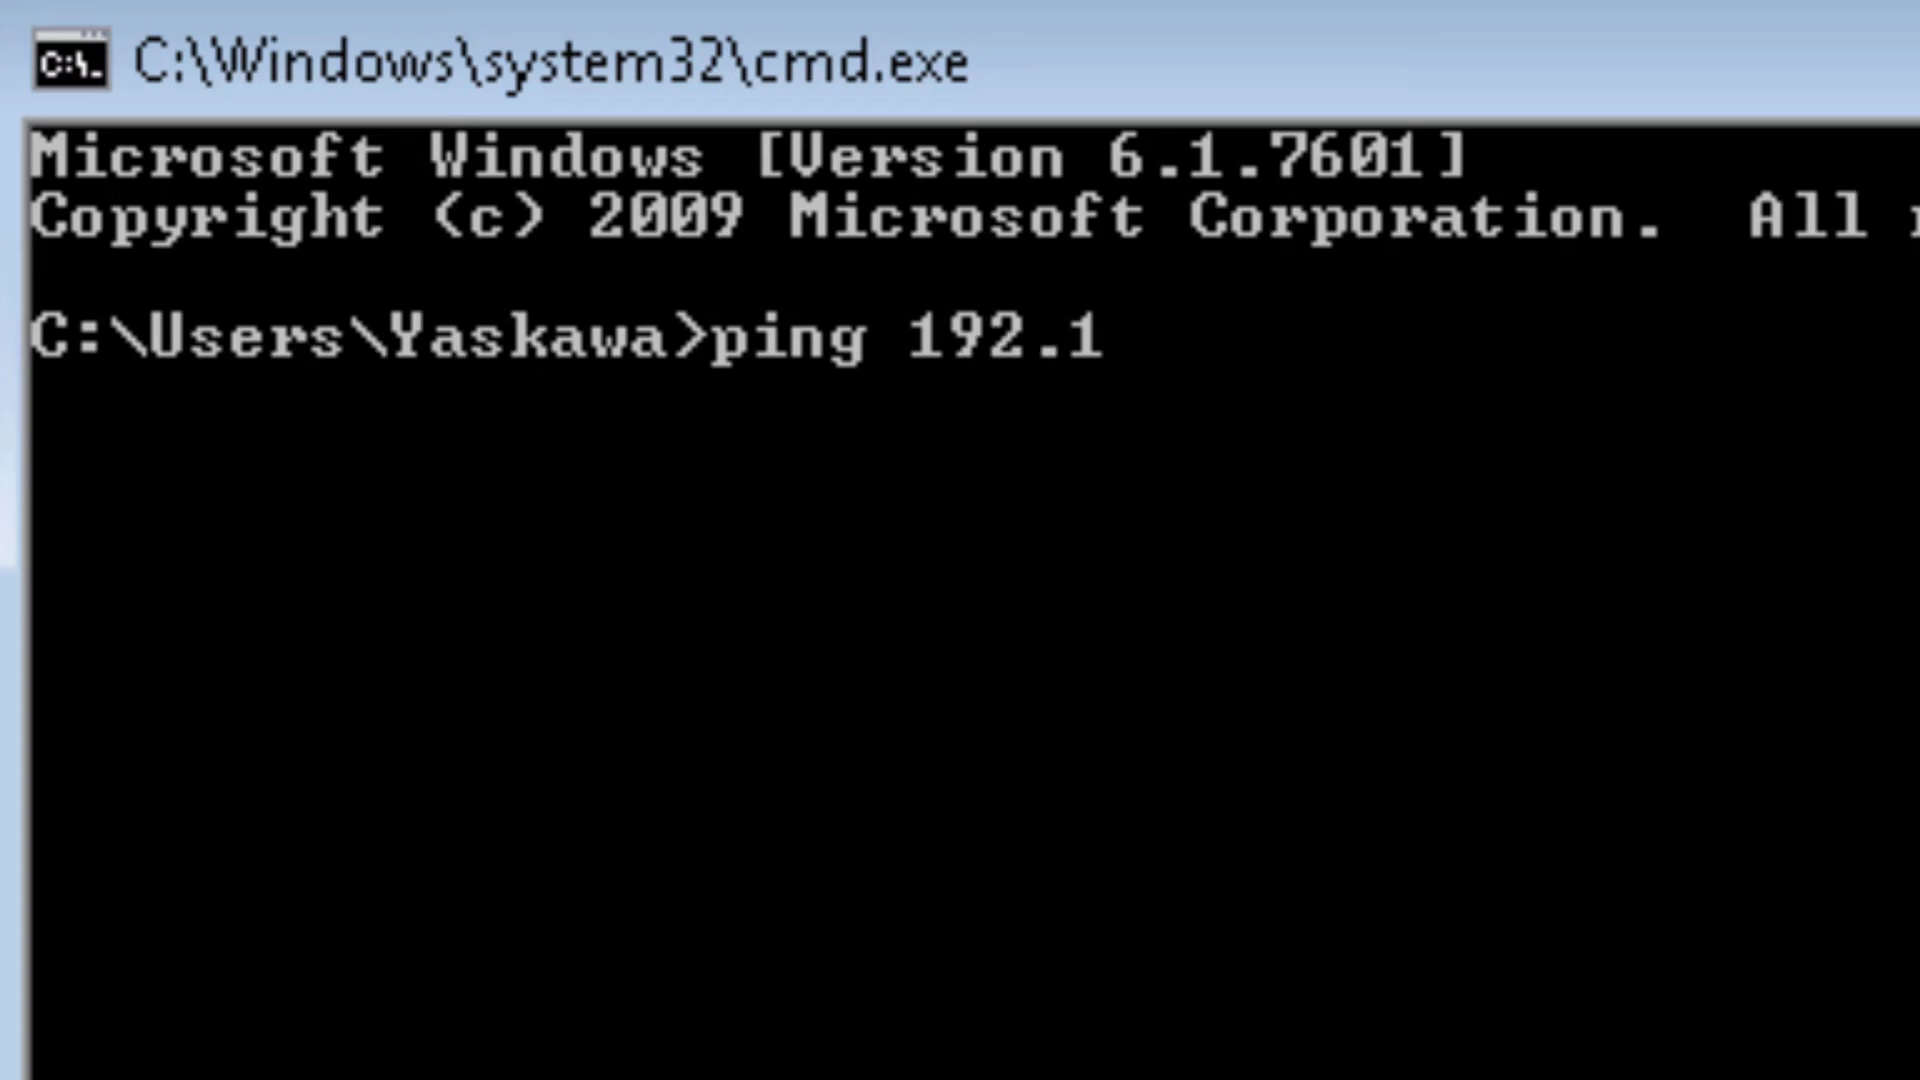 C:\Windows\system32\cmd.exe
Microsoft Windows [Version 6.1.7601]
Copyright (c) 2009 Microsoft Corporation.  All
C:\Users\Yaskawa>ping 192.1